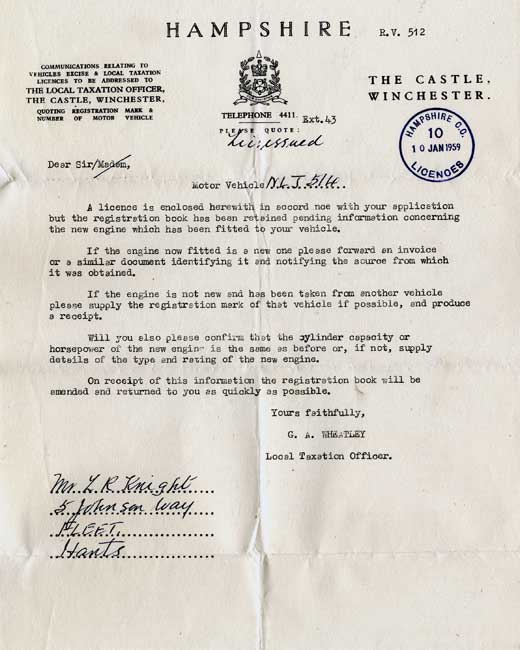 HAMPSHIRE
R.V. 512
COMMUNICATIONS RELATING TO
VEHICLES EXCISE & LOCAL TAXATION
LICENCES TO BE ADDRESSED TO
THE LOCAL TAXATION OFFICER,
THE CASTLE, WINCHESTER,
QUOTING REGISTRATION MARK &
NUMBER OF MOTOR VEHICLE
TELEPHONE 4411. Ext.43
PLEASE QUOTE:
Lic. issued
THE CASTLE,
WINCHESTER.
HAMPSHIRE C.C.
10
10 JAN 1959
LICENCES
Dear Sir/Madam,
Motor Vehicle NLJ 514..
A licence is enclosed herewith in accord nce with your application
but the registration book has been retained pending information concerning
the new engine which has been fitted to your vehicle.
If the engine now fitted is a new one please forward an invoice
or a similar document identifying it and notifying the source from which
it was obtained.
If the engine is not new and has been taken from another vehicle
please supply the registration mark of that vehicle if possible, and produce
a receipt.
Will you also please confirm that the cylinder capacity or
horsepower of the new engine is the same as before or, if not, supply
details of the type and rating of the new engine.
On receipt of this information the registration book will be
amended and returned to you as quickly as possible.
Yours faithfully,
G. A. WHEATLEY
Local Taxation Officer.
Mr L R Knight....
5 Johnson Way....
FLEET.............
Hants.............